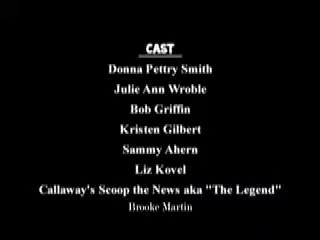 CAST
Donna Pettry Smith
Julie Ann Wroble
Bob Griffin
Kristen Gilbert
Sammy Ahern
Liz Kovel
Callaway's Scoop the News aka "The Legend"
Brooke Martin